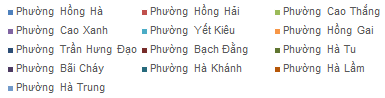 Phường Hồng Hà Phường Hồng Hải Phường Cao Thắng
Phường Cao Xanh Phường Yết Kiêu Phường Hồng Gai
Phường Trần Hưng Đạo Phường Bạch Đằng Phường Hà Tu
Phường Bãi Cháy Phường Hà Khánh Phường Hà Lầm
Phường Hà Trung